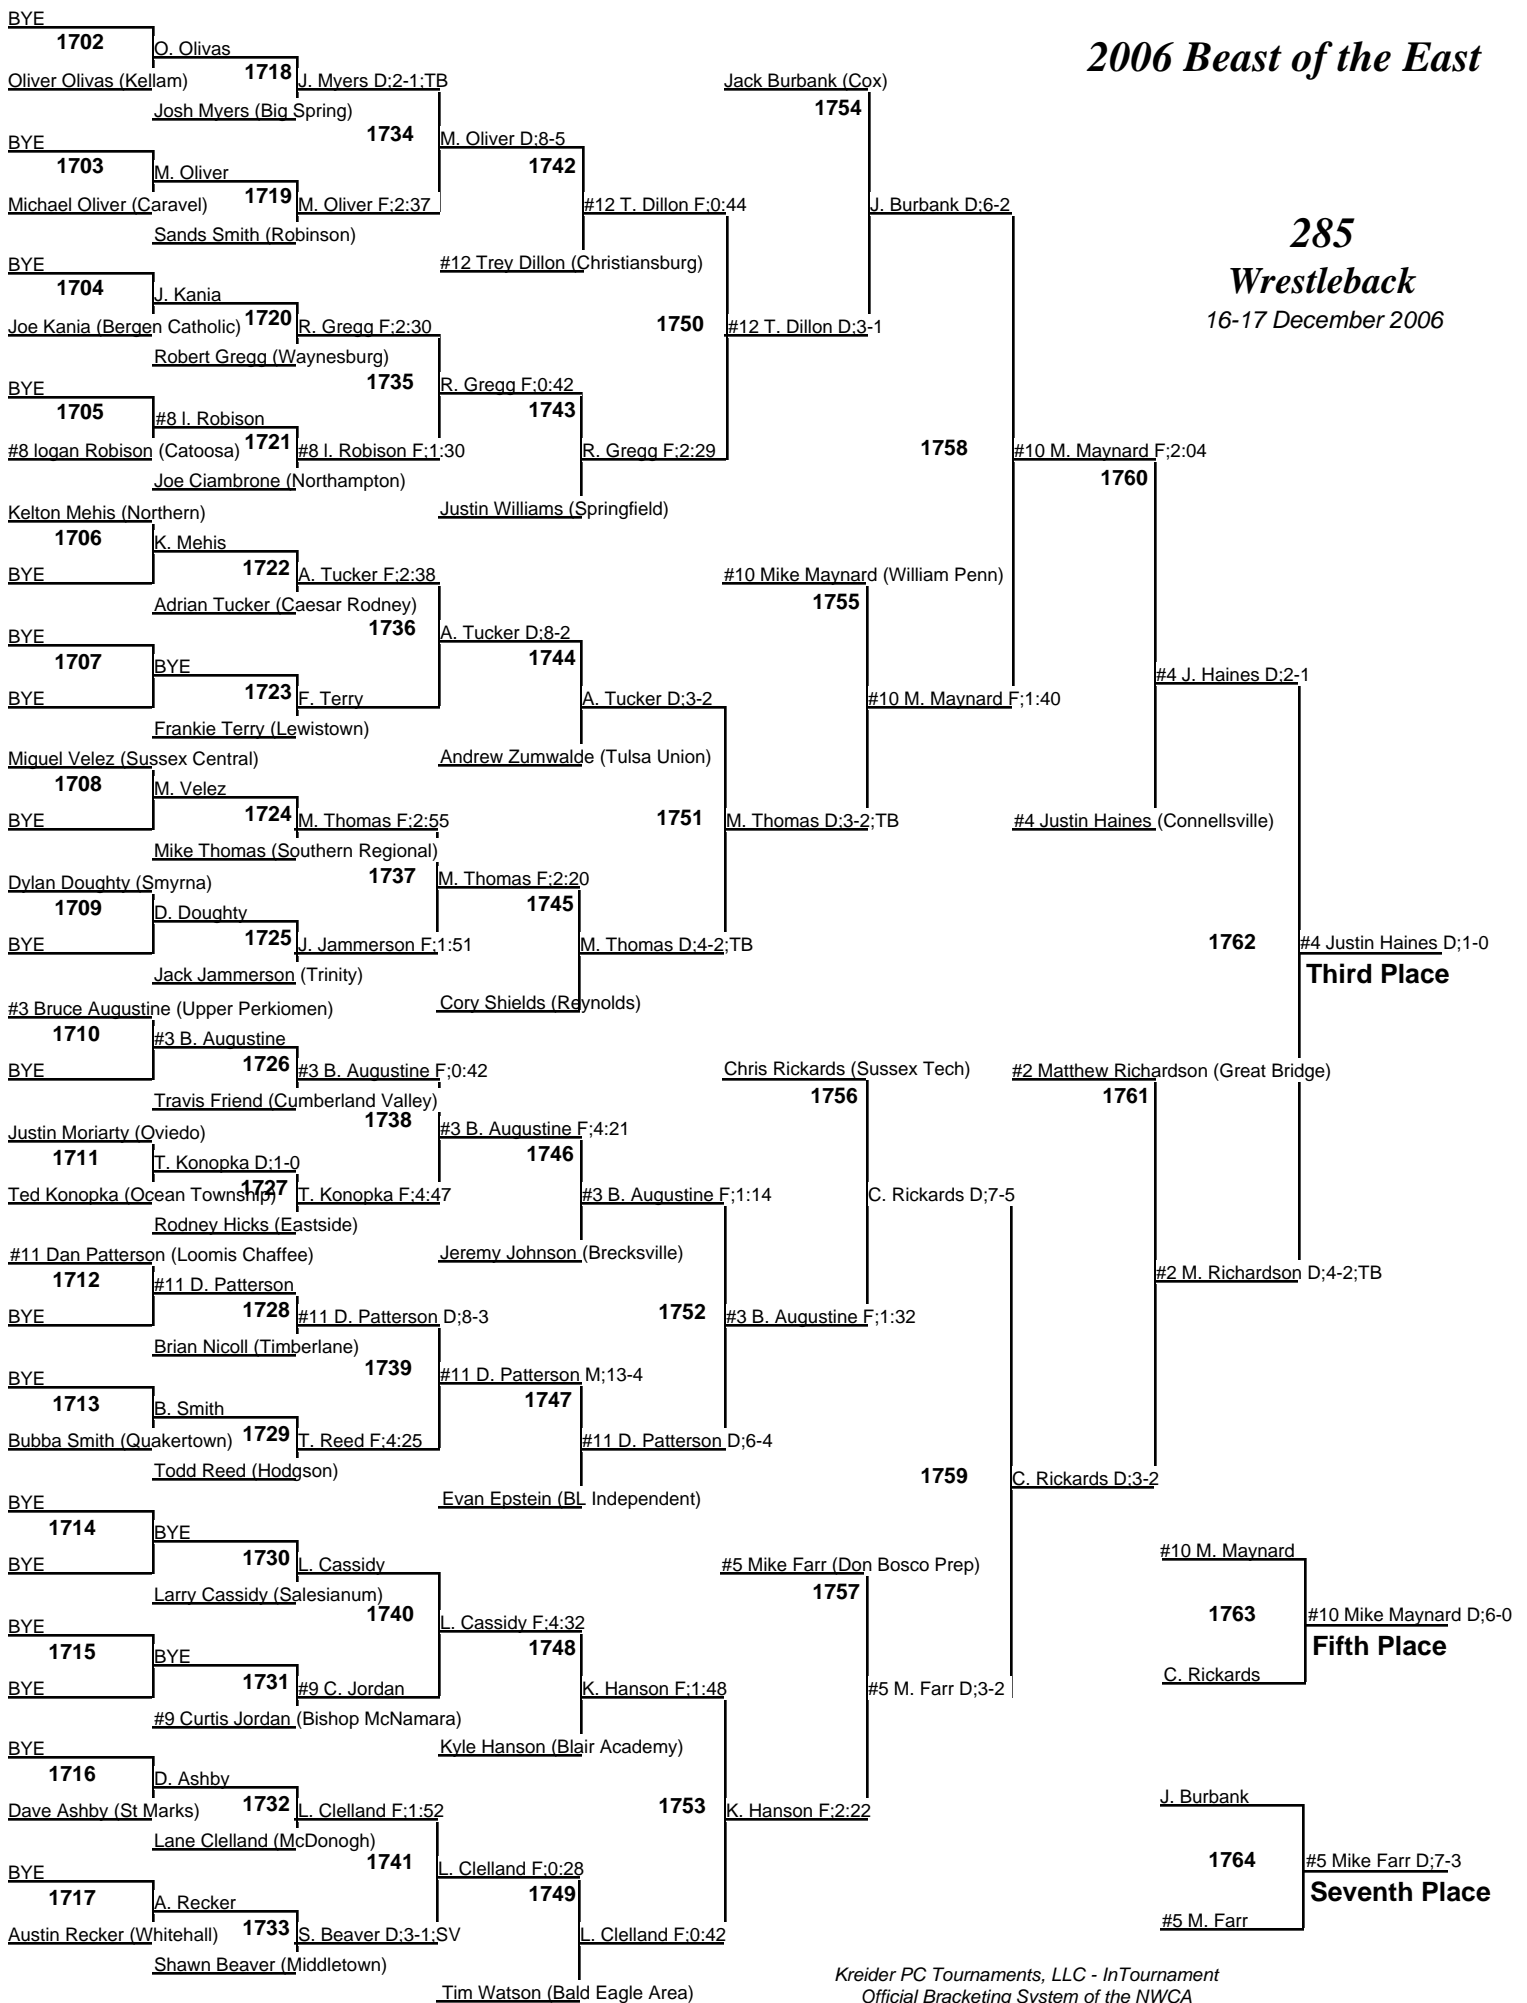 2006 Beast of the East
285
Wrestleback
16-17 December 2006
BYE
1702
O. Olivas
Oliver Olivas (Kellam)
1718
J. Myers D;2-1;TB
Josh Myers (Big Spring)
1734
M. Oliver D;8-5
BYE
1703
M. Oliver
Michael Oliver (Caravel)
1719
M. Oliver F;2:37
Sands Smith (Robinson)
1742
#12 T. Dillon F;0:44
#12 Trey Dillon (Christiansburg)
BYE
1704
J. Kania
Joe Kania (Bergen Catholic)
1720
R. Gregg F;2:30
Robert Gregg (Waynesburg)
1735
R. Gregg F;0:42
BYE
1705
#8 l. Robison
#8 logan Robison (Catoosa)
1721
#8 l. Robison F;1:30
Joe Ciambrone (Northampton)
1743
R. Gregg F;2:29
Justin Williams (Springfield)
1750
#12 T. Dillon D;3-1
Jack Burbank (Cox)
1754
J. Burbank D;6-2
Kelton Mehis (Northern)
1706
K. Mehis
BYE
1722
A. Tucker F;2:38
Adrian Tucker (Caesar Rodney)
1736
A. Tucker D;8-2
BYE
1707
BYE
BYE
1723
F. Terry
Frankie Terry (Lewistown)
1744
A. Tucker D;3-2
Andrew Zumwalde (Tulsa Union)
Miguel Velez (Sussex Central)
1708
M. Velez
BYE
1724
M. Thomas F;2:55
Mike Thomas (Southern Regional)
1737
M. Thomas F;2:20
Dylan Doughty (Smyrna)
1709
D. Doughty
BYE
1725
J. Jammerson F;1:51
Jack Jammerson (Trinity)
1745
M. Thomas D;4-2;TB
Cory Shields (Reynolds)
1751
M. Thomas D;3-2;TB
#10 Mike Maynard (William Penn)
1755
#10 M. Maynard F;1:40
1758
#10 M. Maynard F;2:04
1760
#4 J. Haines D;2-1
#4 Justin Haines (Connellsville)
1762
#4 Justin Haines D;1-0
Third Place
#3 Bruce Augustine (Upper Perkiomen)
1710
#3 B. Augustine
BYE
1726
#3 B. Augustine F;0:42
Travis Friend (Cumberland Valley)
1738
#3 B. Augustine F;4:21
Justin Moriarty (Oviedo)
1711
T. Konopka D;1-0
Ted Konopka (Ocean Township)
1727
T. Konopka F;4:47
Rodney Hicks (Eastside)
1746
#3 B. Augustine F;1:14
Jeremy Johnson (Brecksville)
#11 Dan Patterson (Loomis Chaffee)
1712
#11 D. Patterson
BYE
1728
#11 D. Patterson D;8-3
Brian Nicoll (Timberlane)
1739
#11 D. Patterson M;13-4
BYE
1713
B. Smith
Bubba Smith (Quakertown)
1729
T. Reed F;4:25
Todd Reed (Hodgson)
1747
#11 D. Patterson D;6-4
Evan Epstein (BL Independent)
1752
#3 B. Augustine F;1:32
Chris Rickards (Sussex Tech)
1756
C. Rickards D;7-5
#2 Matthew Richardson (Great Bridge)
1761
#2 M. Richardson D;4-2;TB
1759
C. Rickards D;3-2
BYE
1714
BYE
BYE
1730
L. Cassidy
Larry Cassidy (Salesianum)
1740
L. Cassidy F;4:32
BYE
1715
BYE
BYE
1731
#9 C. Jordan
#9 Curtis Jordan (Bishop McNamara)
1748
K. Hanson F;1:48
Kyle Hanson (Blair Academy)
BYE
1716
D. Ashby
Dave Ashby (St Marks)
1732
L. Clelland F;1:52
Lane Clelland (McDonogh)
1741
L. Clelland F;0:28
BYE
1717
A. Recker
Austin Recker (Whitehall)
1733
S. Beaver D;3-1;SV
Shawn Beaver (Middletown)
1749
L. Clelland F;0:42
Tim Watson (Bald Eagle Area)
1753
K. Hanson F;2:22
#5 Mike Farr (Don Bosco Prep)
1757
#5 M. Farr D;3-2
#10 M. Maynard
1763
#10 Mike Maynard D;6-0
Fifth Place
C. Rickards
J. Burbank
1764
#5 Mike Farr D;7-3
Seventh Place
#5 M. Farr
Kreider PC Tournaments, LLC - InTournament
Official Bracketing System of the NWCA